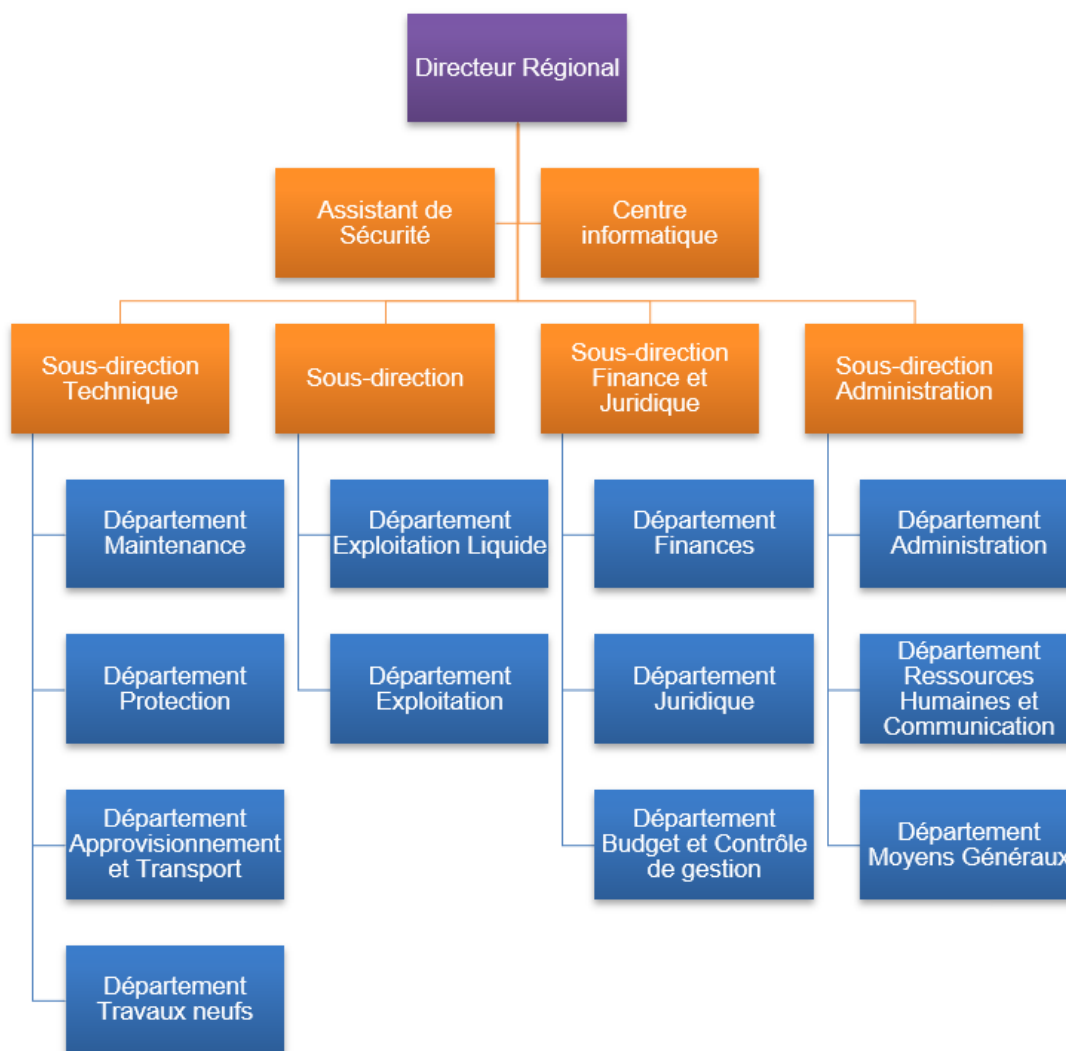 Directeur Régional
Assistant de
Sécurité
Centre
informatique
Sous-direction
Technique
Sous-direction
Sous-direction
Finance et
Juridique
Sous-direction
Administration
Département
Maintenance
Département
Exploitation Liquide
Département
Finances
Département
Administration
Département
Protection
Département
Exploitation
Département
Juridique
Département
Ressources
Humaines et
Communication
Département
Approvisionnement
et Transport
Département
Budget et Contrôle
de gestion
Département
Moyens Généraux
Département
Travaux neufs